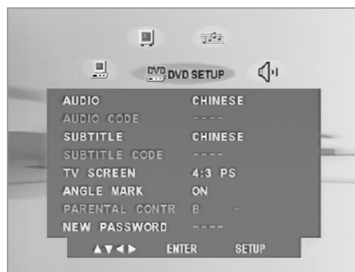 DVD DVD SETUP
AUDIO CHINESE
AUDIO CODE ----
SUBTITLE CHINESE
SUBTITLE CODE ----
TV SCREEN 4:3 PS
ANGLE MARK ON
PARENTAL CONTR 8 -
NEW PASSWORD ----
▲▼◀▶ ENTER SETUP